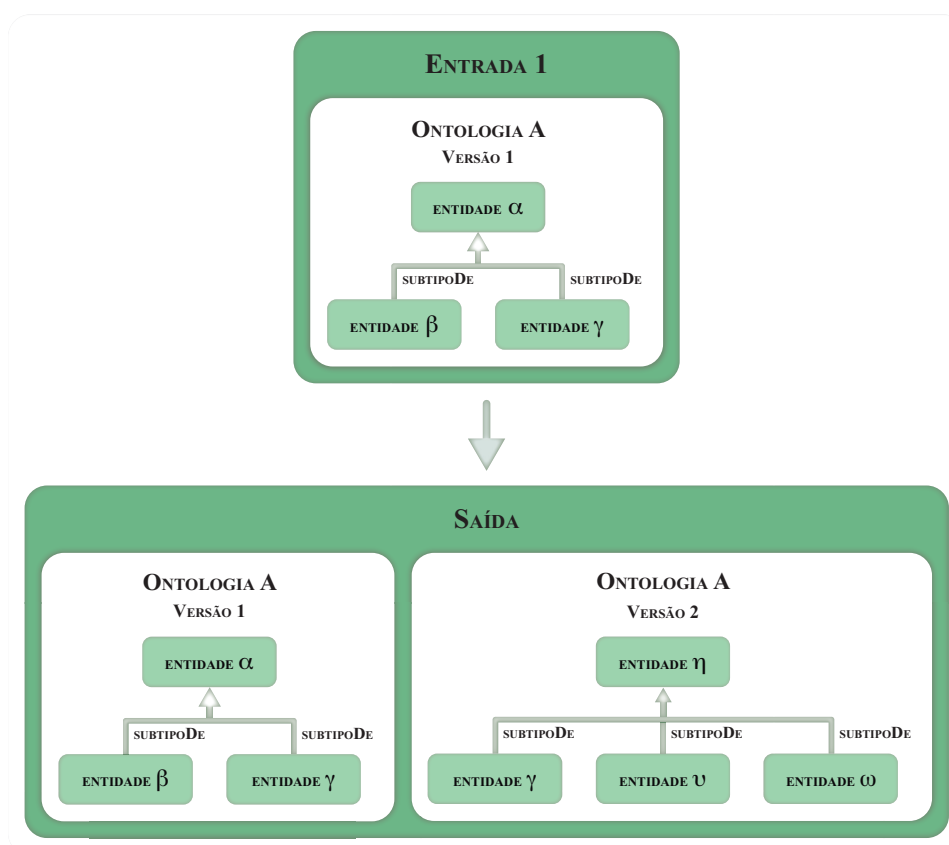 Entrada 1
Ontologia A
Versão 1
entidade α
subtipoDe subtipoDe
entidade β entidade γ
Saída
Ontologia A
Versão 1
entidade α
subtipoDe subtipoDe
entidade β entidade γ
Ontologia A
Versão 2
entidade η
subtipoDe subtipoDe subtipoDe
entidade γ entidade υ entidade ω